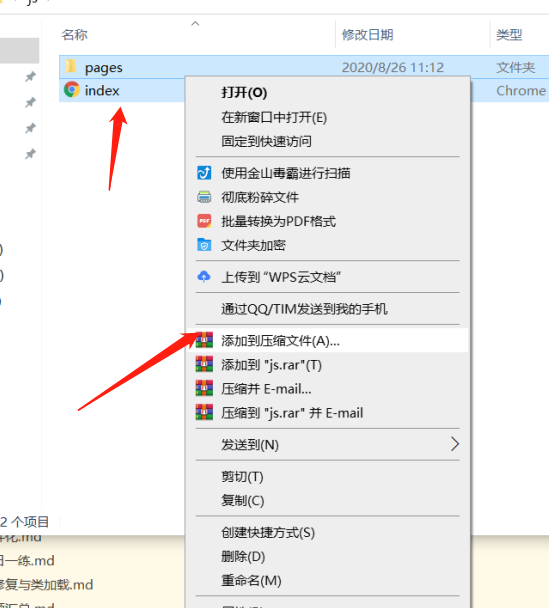 js
名称
修改日期
类型
pages
2020/8/26 11:12
文件夹
index
Chrome
打开(O)
在新窗口中打开(E)
固定到快速访问
使用金山毒霸进行扫描
彻底粉碎文件
批量转换为PDF格式
文件夹加密
上传到 “WPS云文档”
通过QQ/TIM发送到我的手机
添加到压缩文件(A)...
添加到 "js.rar"(T)
压缩并 E-mail...
压缩到 "js.rar" 并 E-mail
发送到(N)
剪切(T)
复制(C)
创建快捷方式(S)
删除(D)
重命名(M)
2 个项目
化.md
一练.md
修复与类加载.md